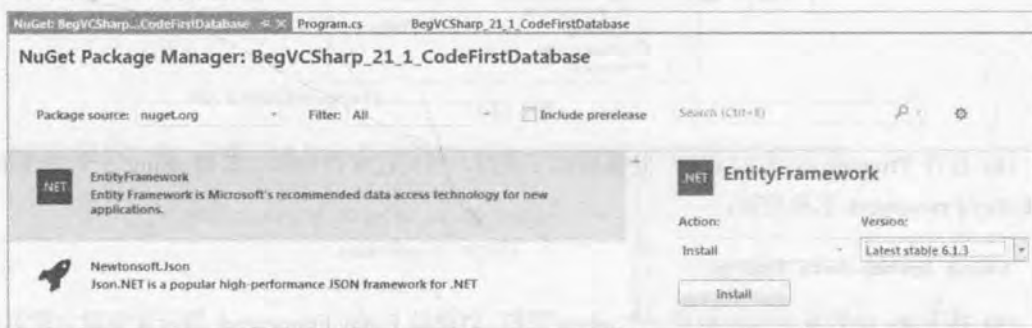 NuGet: BegVCSharp...CodeFirstDatabase Program.cs BegVCSharp_21_1_CodeFirstDatabase
NuGet Package Manager: BegVCSharp_21_1_CodeFirstDatabase
Package source: nuget.org Filter: All Include prerelease Search (Ctrl+E)
.NET EntityFramework
Entity Framework is Microsoft's recommended data access technology for new
applications.
Newtonsoft.Json
Json.NET is a popular high-performance JSON framework for .NET
.NET EntityFramework
Action: Version:
Install Latest stable 6.1.3
Install